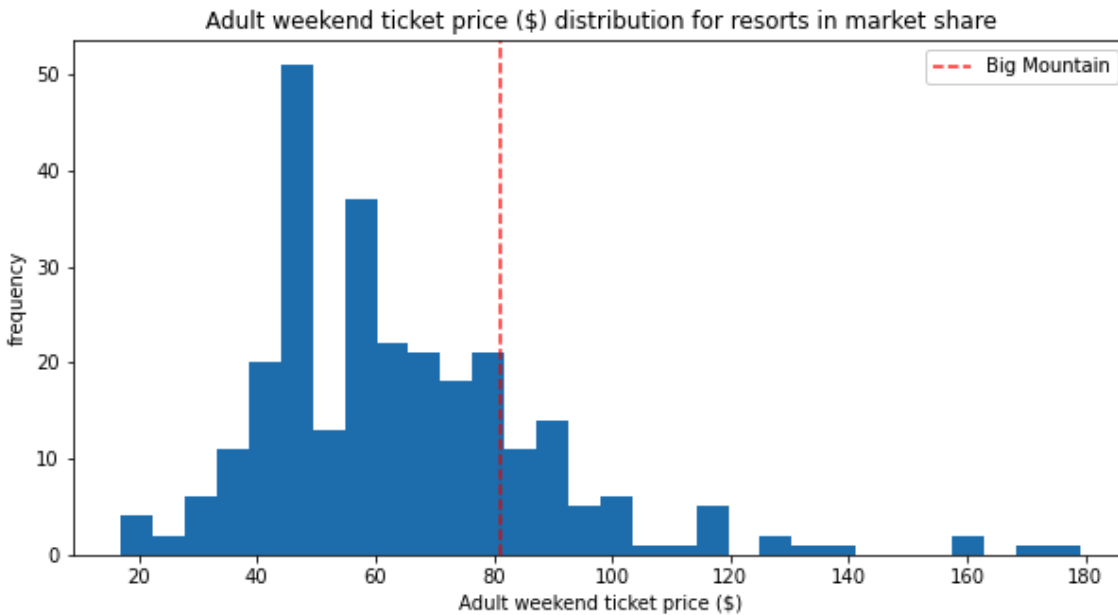 Adult weekend ticket price ($) distribution for resorts in market share
Big Mountain
50
40
30
20
10
0
frequency
20 40 60 80 100 120 140 160 180
Adult weekend ticket price ($)